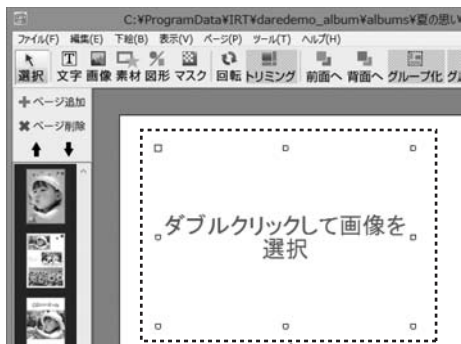 C:¥ProgramData¥IRT¥daredemo_album¥albums¥夏の思い
ファイル(F) 編集(E) 下絵(B) 表示(V) ページ(P) ツール(T) ヘルプ(H)
選択 文字 画像 素材 図形 マスク 回転 トリミング 前面へ 背面へ グループ化 グル
ページ追加
ページ削除
ダブルクリックして画像を
選択